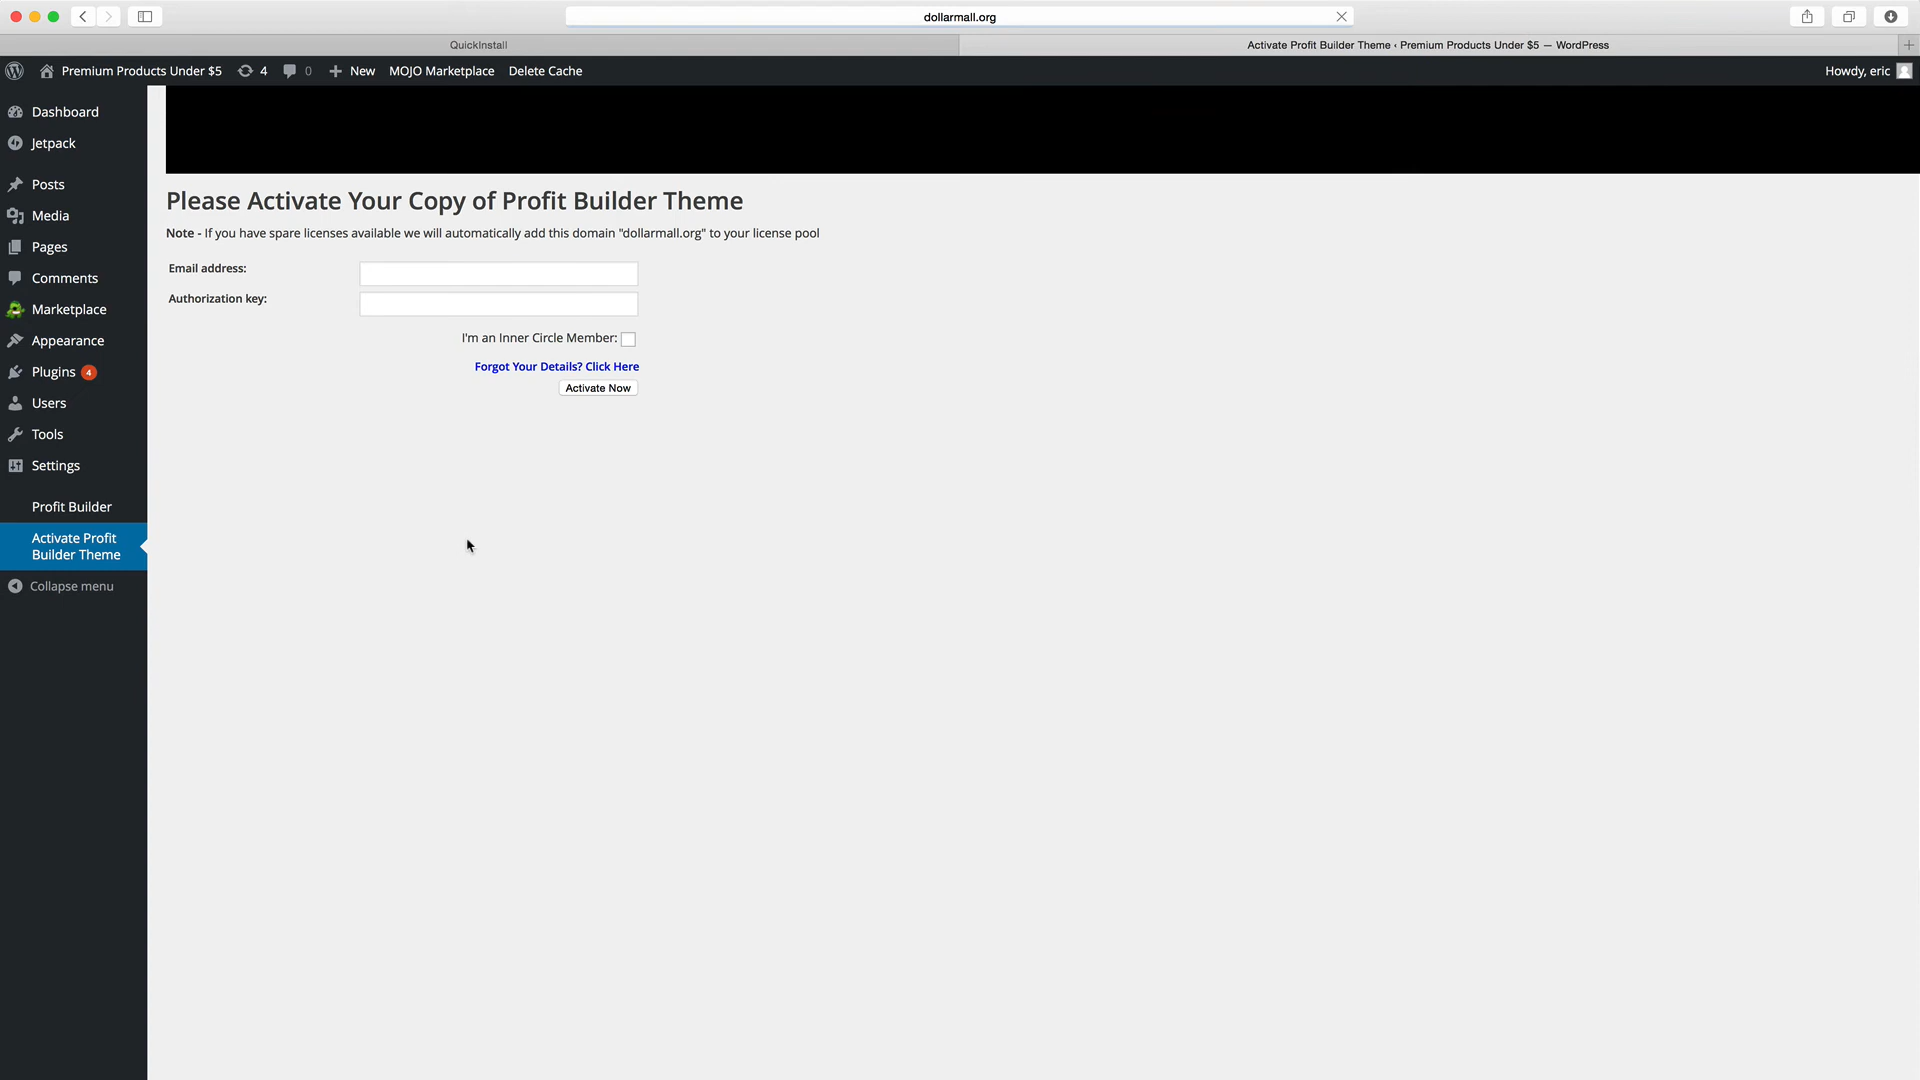 dollarmall.org
QuickInstall
Activate Profit Builder Theme ‹ Premium Products Under $5 — WordPress
Premium Products Under $5
4
0
New
MOJO Marketplace
Delete Cache
Howdy, eric
Dashboard
Jetpack
Posts
Media
Pages
Comments
Marketplace
Appearance
Plugins 4
Users
Tools
Settings
Profit Builder
Activate Profit
Builder Theme
Collapse menu
Please Activate Your Copy of Profit Builder Theme
Note - If you have spare licenses available we will automatically add this domain "dollarmall.org" to your license pool
Email address:
Authorization key:
I'm an Inner Circle Member:
Forgot Your Details? Click Here
Activate Now